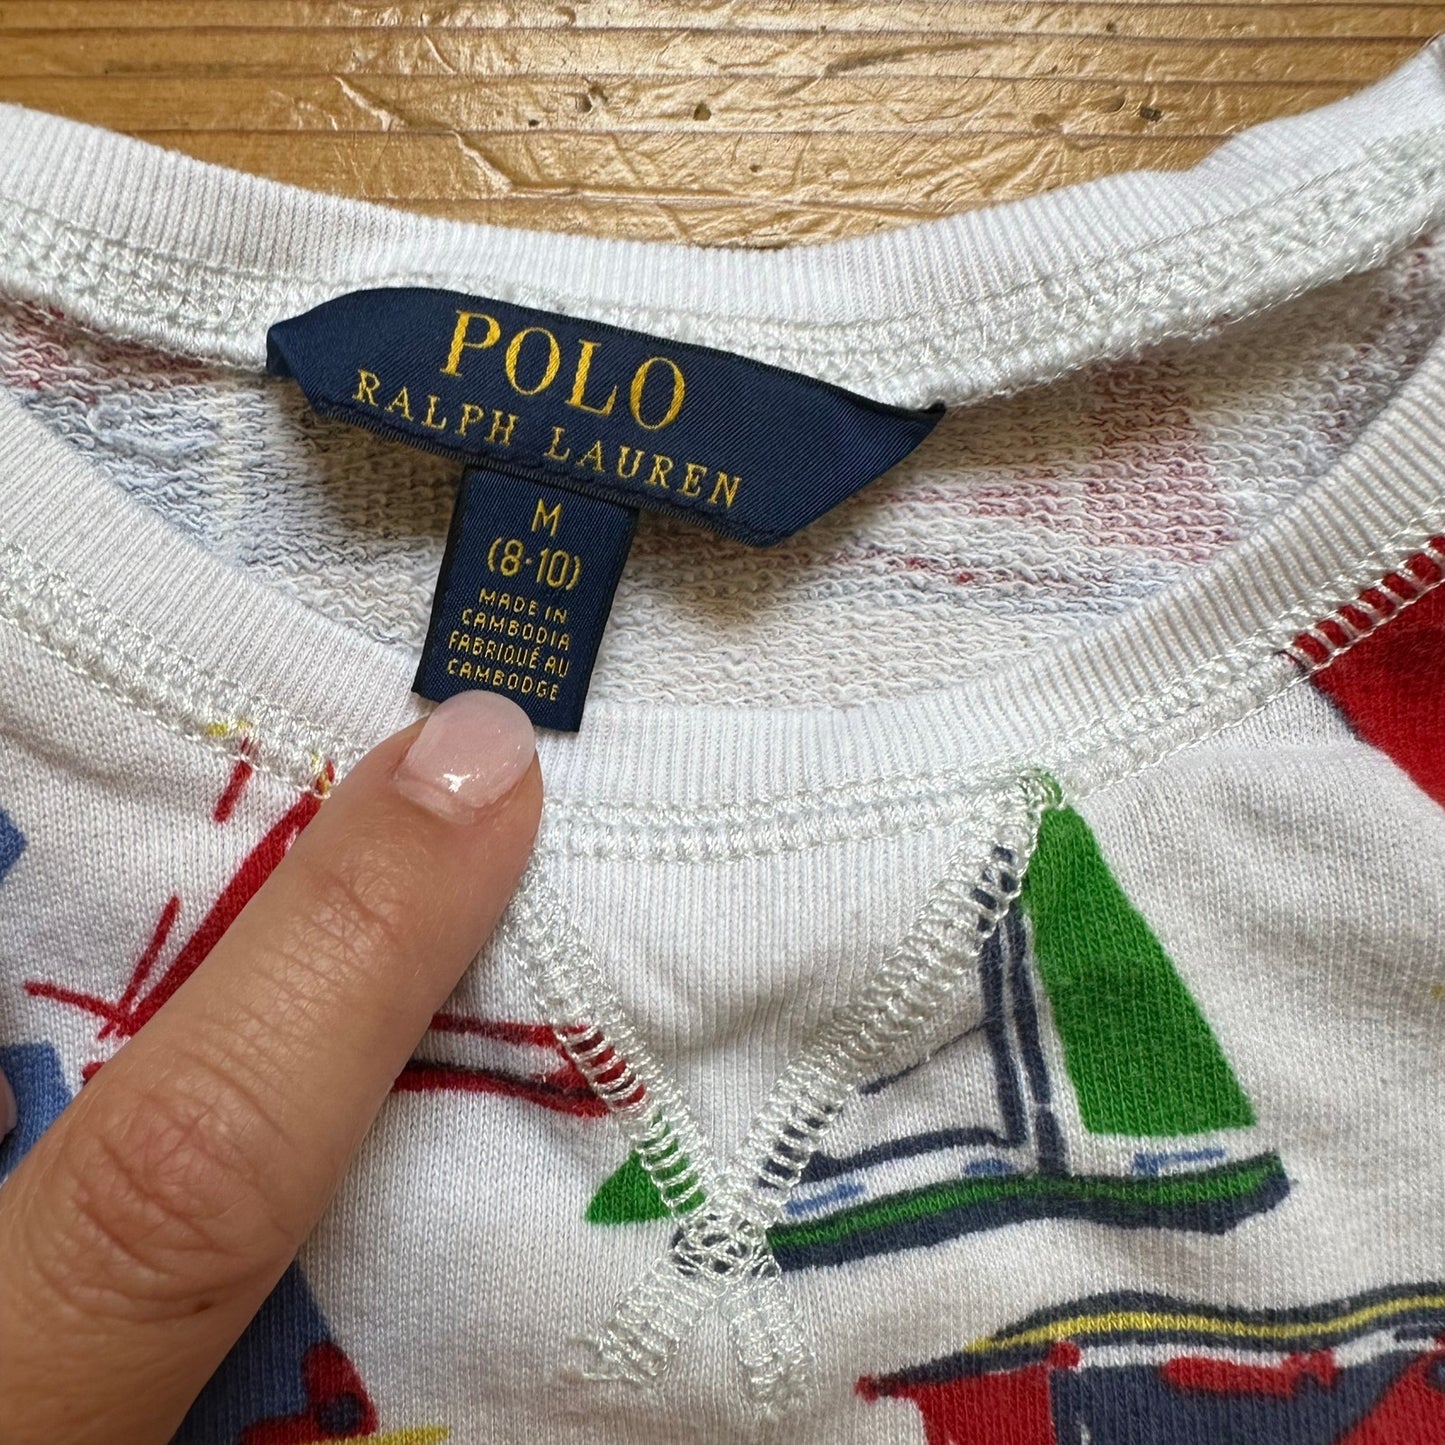 POLO
RALPH LAUREN
M
(8-10)
MADE IN
CAMBODIA
FABRIQUÉ AU
CAMBODGE